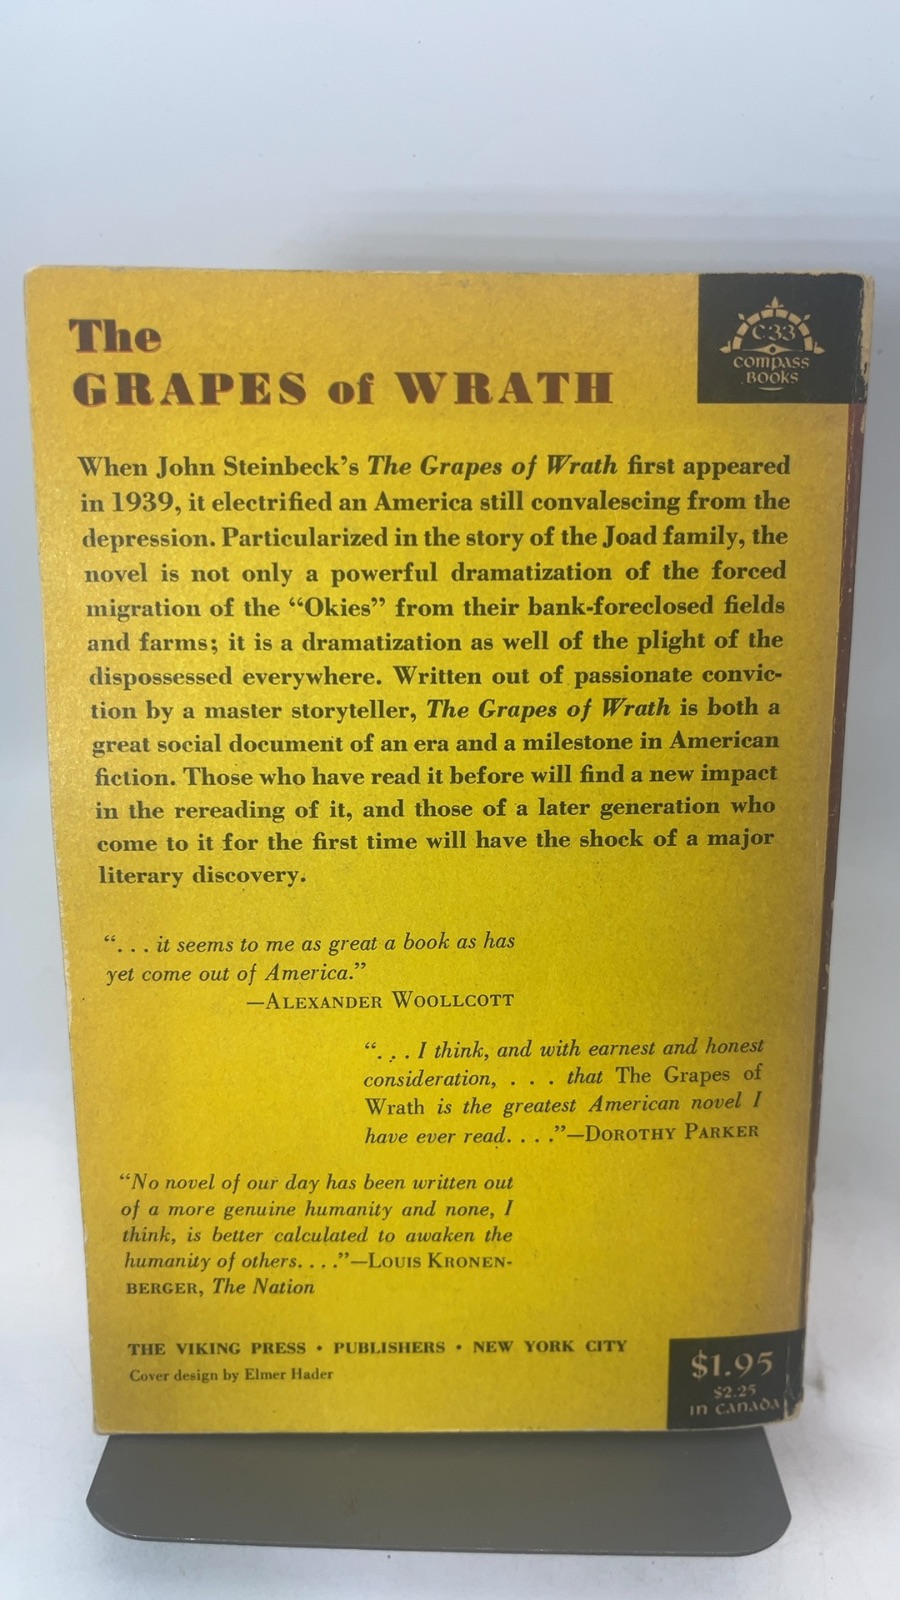 The
GRAPES of WRATH
C·33
COMPASS
BOOKS
When John Steinbeck's The Grapes of Wrath first appeared
in 1939, it electrified an America still convalescing from the
depression. Particularized in the story of the Joad family, the
novel is not only a powerful dramatization of the forced
migration of the “Okies” from their bank-foreclosed fields
and farms; it is a dramatization as well of the plight of the
dispossessed everywhere. Written out of passionate convic-
tion by a master storyteller, The Grapes of Wrath is both a
great social document of an era and a milestone in American
fiction. Those who have read it before will find a new impact
in the rereading of it, and those of a later generation who
come to it for the first time will have the shock of a major
literary discovery.
“. . . it seems to me as great a book as has
yet come out of America.”
—ALEXANDER WOOLLCOTT
“. . . I think, and with earnest and honest
consideration, . . . that The Grapes of
Wrath is the greatest American novel I
have ever read. . . .”—DOROTHY PARKER
“No novel of our day has been written out
of a more genuine humanity and none, I
think, is better calculated to awaken the
humanity of others. . . .”—LOUIS KRONEN-
BERGER, The Nation
THE VIKING PRESS • PUBLISHERS • NEW YORK CITY
Cover design by Elmer Hader
$1.95
$2.25
in CANADA